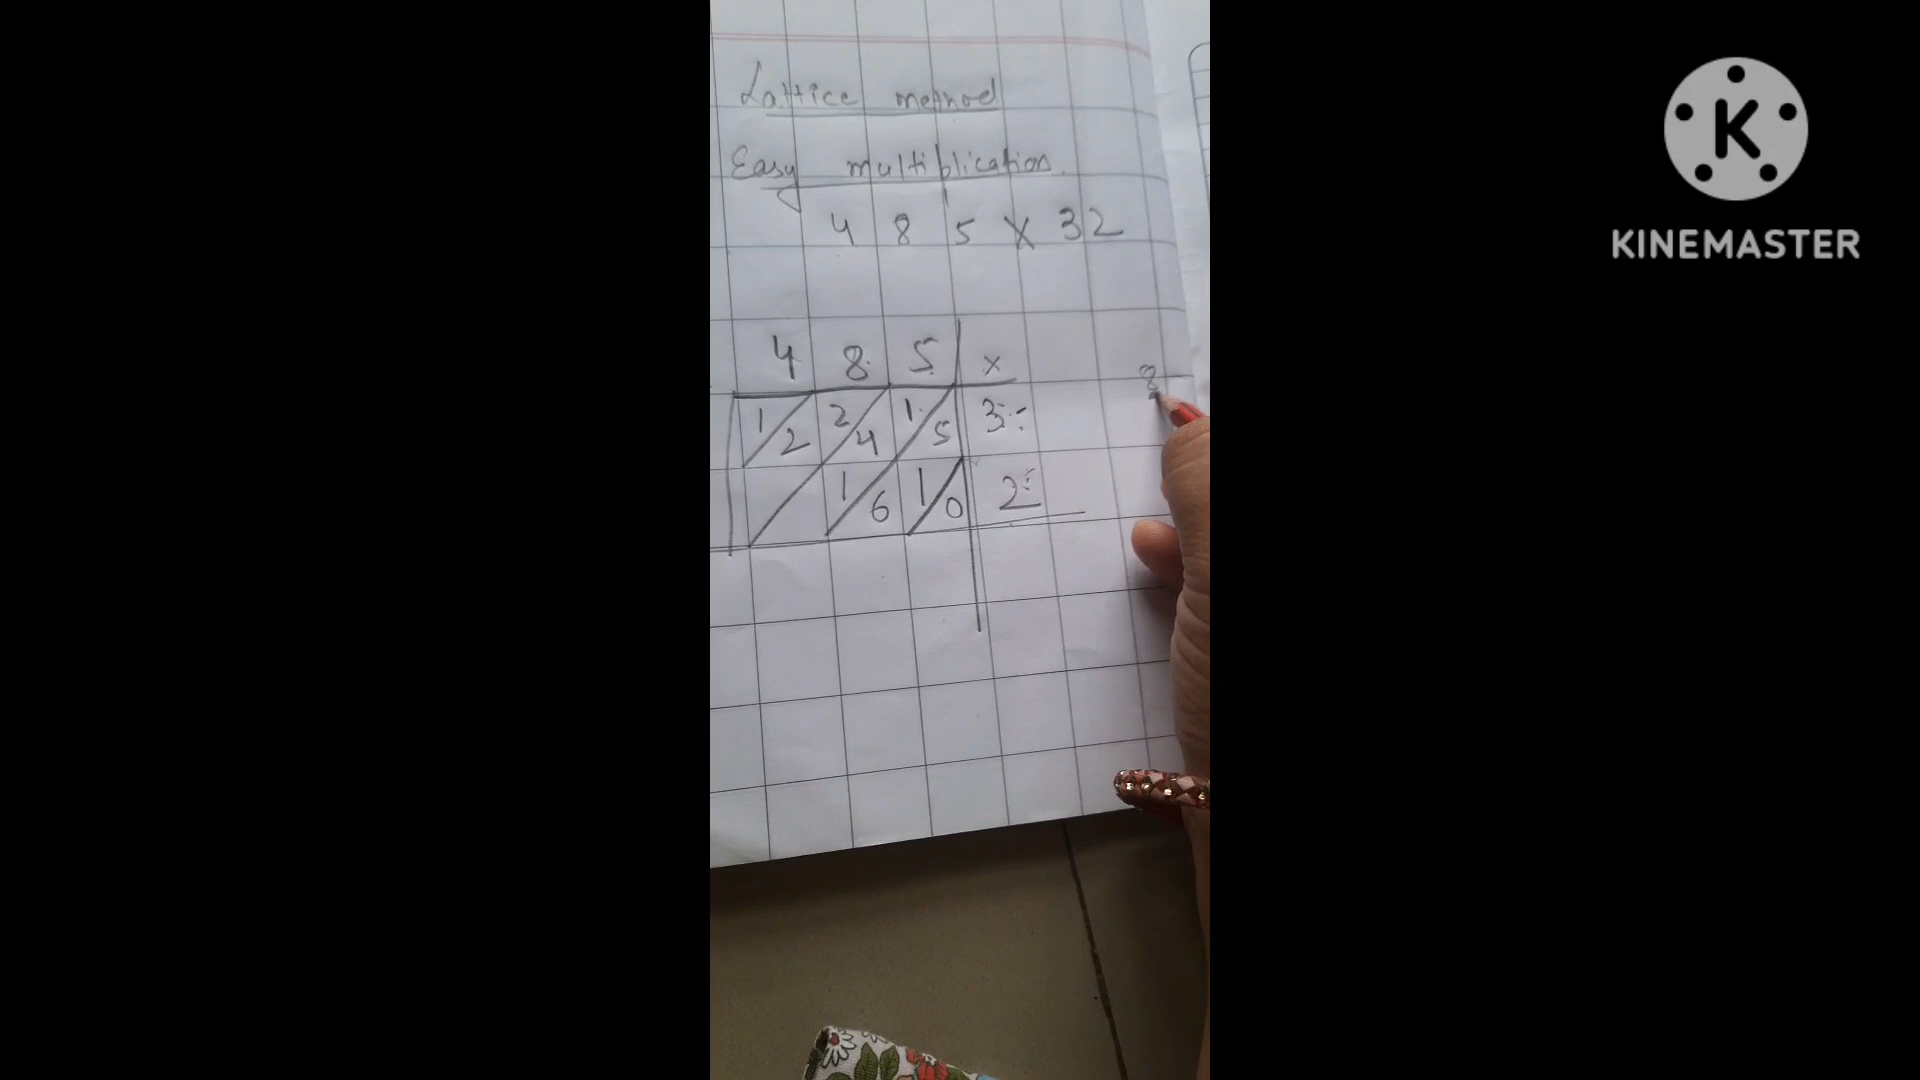 Lattice method
Easy multiplication.
4 8 5 X 32
4 8 5 x
1 2 2 4 1 5 3
1 6 1 0 2
8
K
KINEMASTER